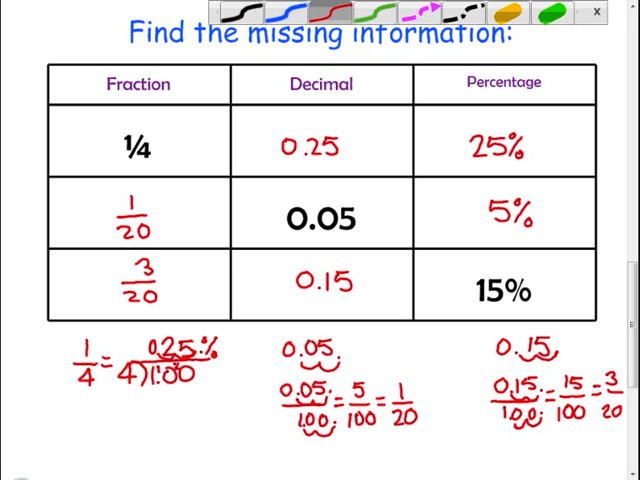 Find the missing information:
Fraction Decimal Percentage
¼ 0.25 25%
1/20 0.05 5%
3/20 0.15 15%
1/4 = 4)1.00 0.25.%
0.05.
0.05./1.00. = 5/100 = 1/20
0.15
0.15./1.00. = 15/100 = 3/20
x